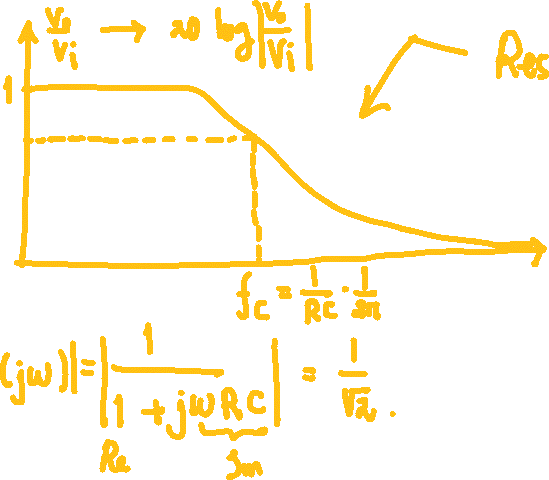 Vo/Vi → 20 log|Vo/Vi|
Res
1
fc = 1/RC · 1/2π
(jω)| = |1/(1 + jωRC)| = 1/√2.
Re Im